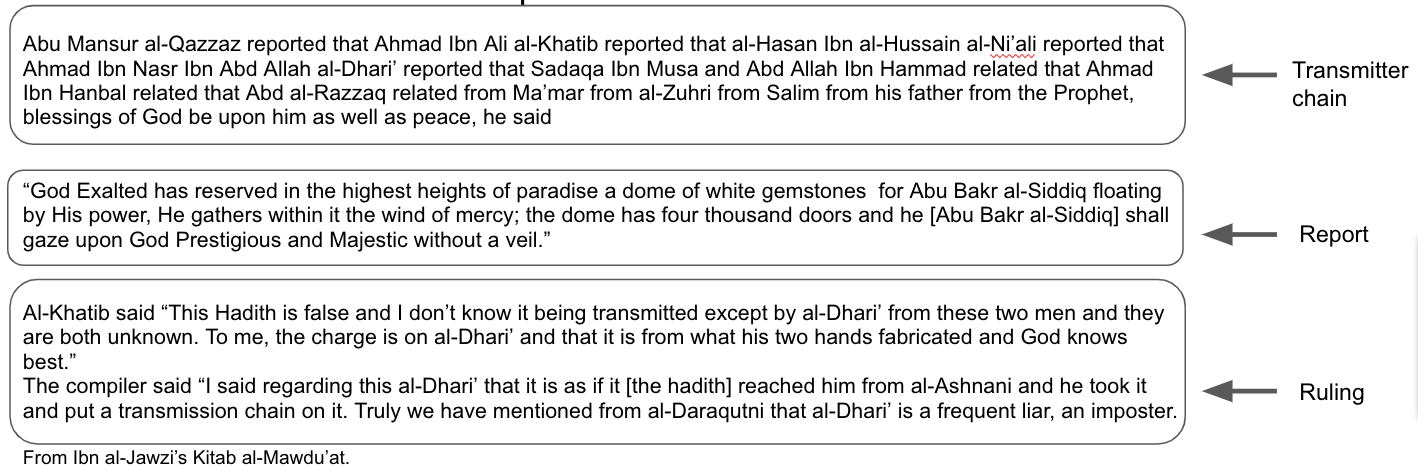 Abu Mansur al-Qazzaz reported that Ahmad Ibn Ali al-Khatib reported that al-Hasan Ibn al-Hussain al-Ni’ali reported that
Ahmad Ibn Nasr Ibn Abd Allah al-Dhari’ reported that Sadaqa Ibn Musa and Abd Allah Ibn Hammad related that Ahmad
Ibn Hanbal related that Abd al-Razzaq related from Ma’mar from al-Zuhri from Salim from his father from the Prophet,
blessings of God be upon him as well as peace, he said
Transmitter
chain
“God Exalted has reserved in the highest heights of paradise a dome of white gemstones  for Abu Bakr al-Siddiq floating
by His power, He gathers within it the wind of mercy; the dome has four thousand doors and he [Abu Bakr al-Siddiq] shall
gaze upon God Prestigious and Majestic without a veil.”
Report
Al-Khatib said “This Hadith is false and I don’t know it being transmitted except by al-Dhari’ from these two men and they
are both unknown. To me, the charge is on al-Dhari’ and that it is from what his two hands fabricated and God knows
best.”
The compiler said “I said regarding this al-Dhari’ that it is as if it [the hadith] reached him from al-Ashnani and he took it
and put a transmission chain on it. Truly we have mentioned from al-Daraqutni that al-Dhari’ is a frequent liar, an imposter.
Ruling
From Ibn al-Jawzi’s Kitab al-Mawdu’at.